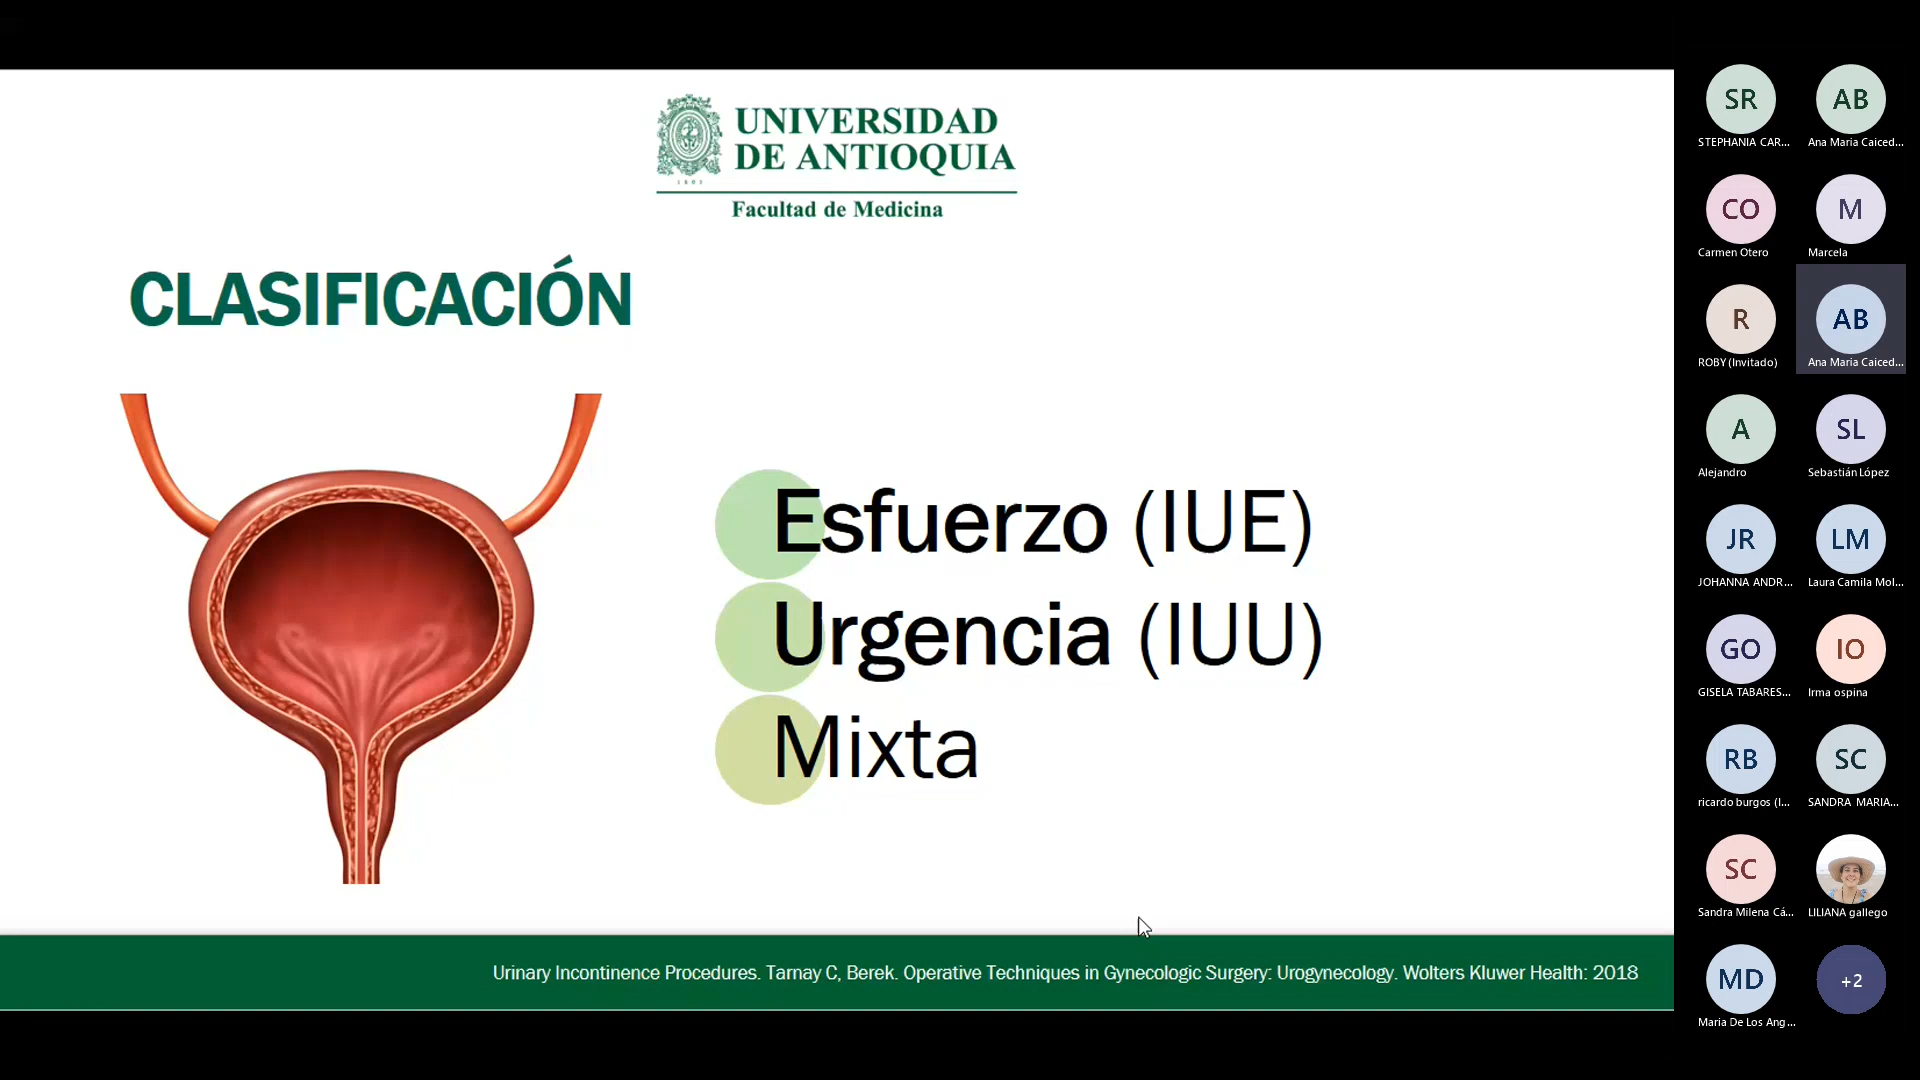 UNIVERSIDAD
DE ANTIOQUIA
1803
Facultad de Medicina
CLASIFICACIÓN
Esfuerzo (IUE)
Urgencia (IUU)
Mixta
Urinary Incontinence Procedures. Tarnay C, Berek. Operative Techniques in Gynecologic Surgery: Urogynecology. Wolters Kluwer Health: 2018
SR
AB
STEPHANIA CAR...
Ana Maria Caiced...
CO
M
Carmen Otero
Marcela
R
AB
ROBY (Invitado)
Ana Maria Caiced...
A
SL
Alejandro
Sebastián López
JR
LM
JOHANNA ANDR...
Laura Camila Mol...
GO
IO
GISELA TABARES...
Irma ospina
RB
SC
ricardo burgos (I...
SANDRA MARIA...
SC
Sandra Milena Cá...
LILIANA gallego
MD
+2
Maria De Los Ang...